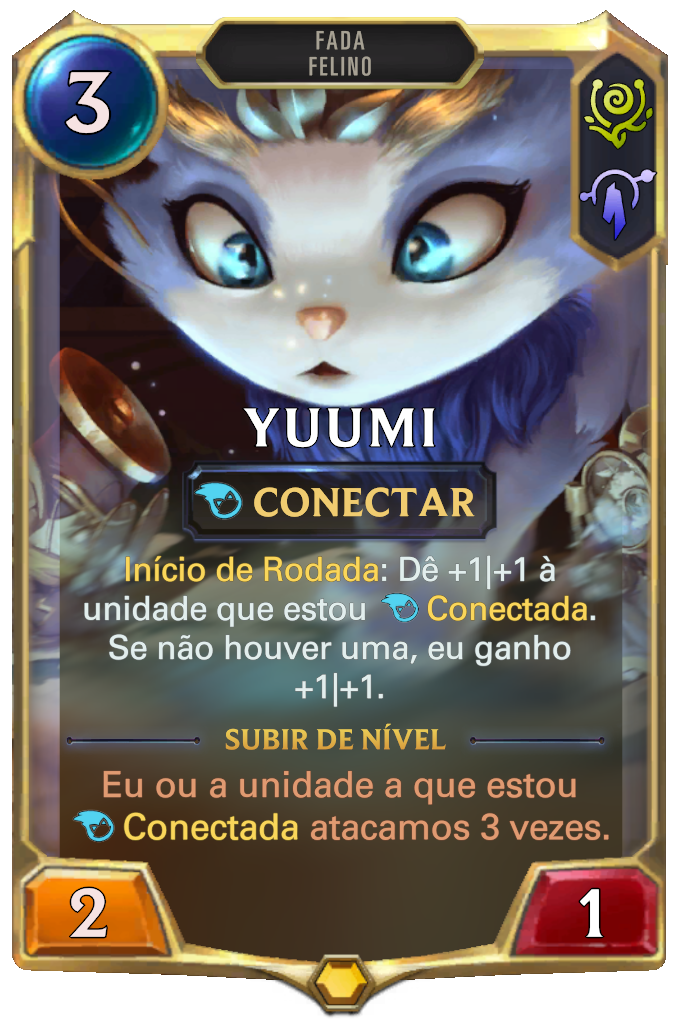 FADA
FELINO
3
YUUMI
CONECTAR
Início de Rodada: Dê +1|+1 à
unidade que estou Conectada.
Se não houver uma, eu ganho
+1|+1.
SUBIR DE NÍVEL
Eu ou a unidade a que estou
Conectada atacamos 3 vezes.
2
1